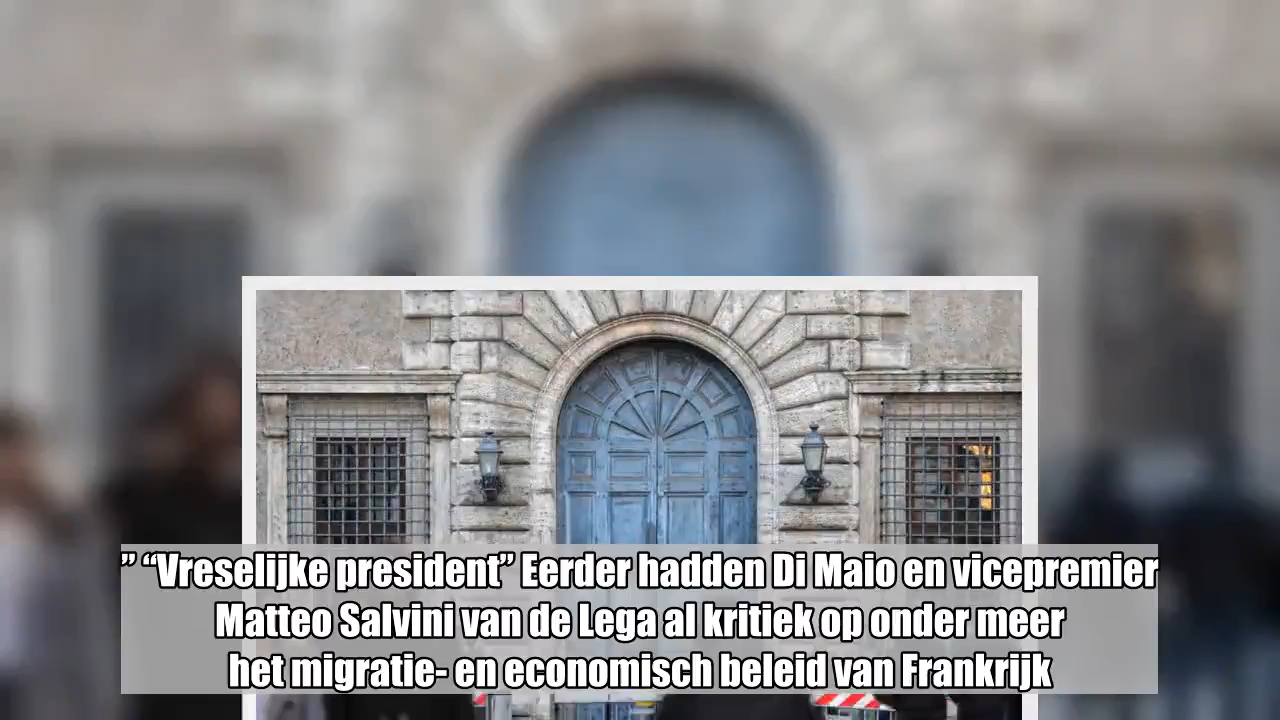 ” “Vreselijke president” Eerder hadden Di Maio en vicepremier
Matteo Salvini van de Lega al kritiek op onder meer
het migratie- en economisch beleid van Frankrijk